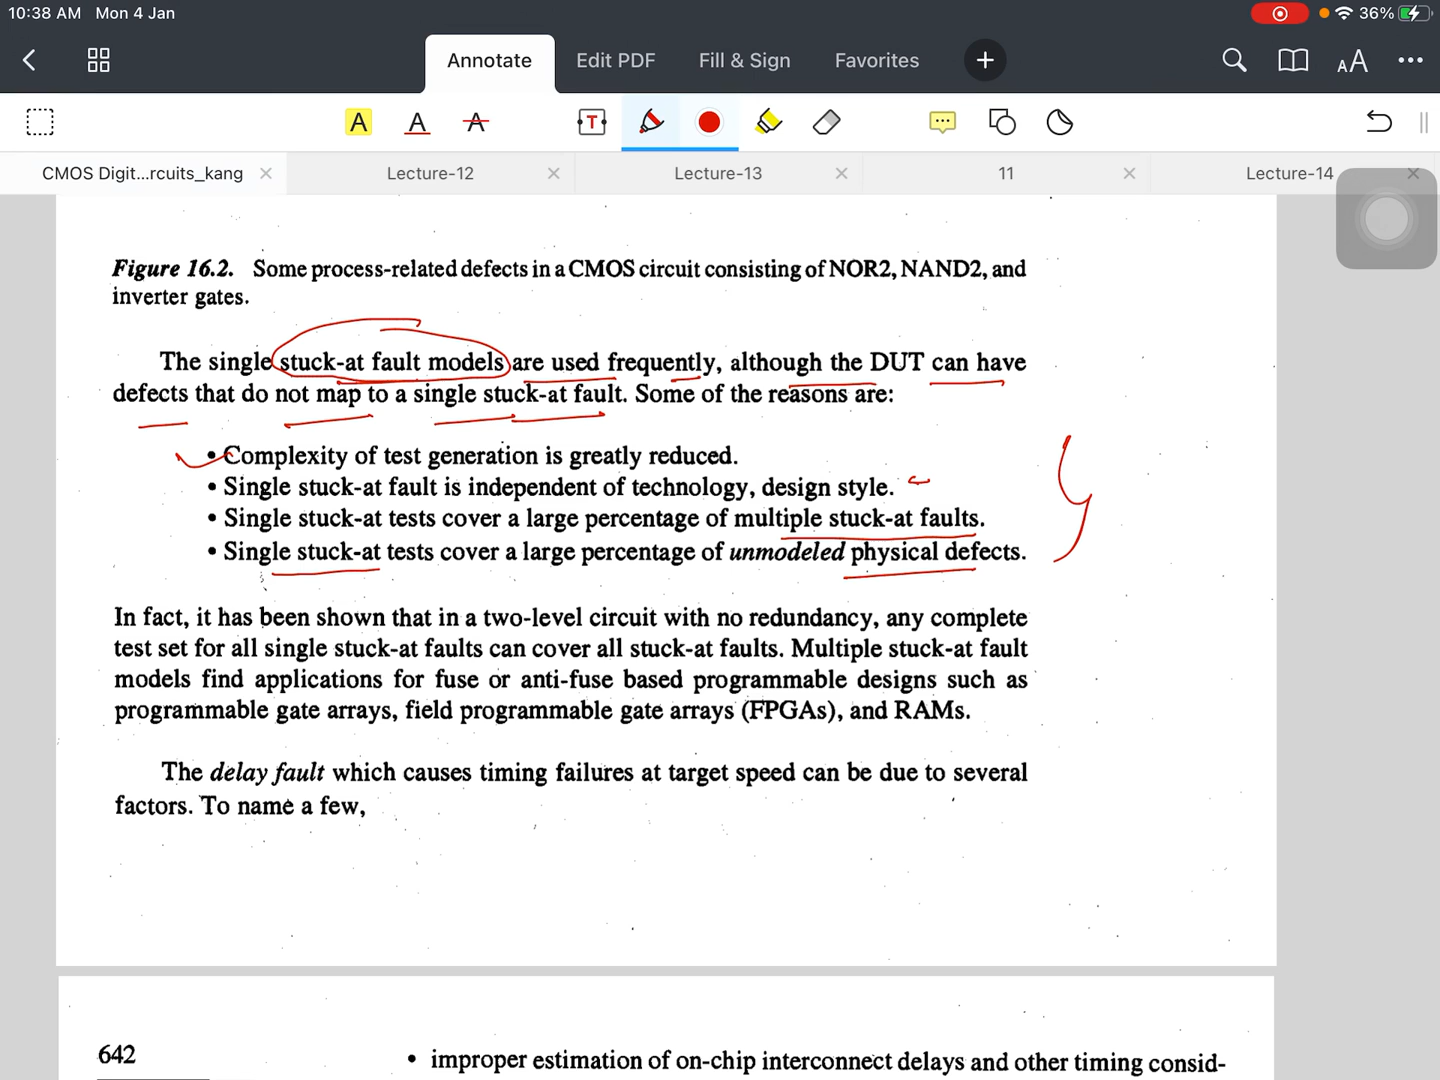 10:38 AM Mon 4 Jan
36%
Annotate
Edit PDF
Fill & Sign
Favorites
AA
A A A T
CMOS Digit...rcuits_kang
Lecture-12
Lecture-13
11
Lecture-14
Figure 16.2. Some process-related defects in a CMOS circuit consisting of NOR2, NAND2, and
inverter gates.
The single stuck-at fault models are used frequently, although the DUT can have
defects that do not map to a single stuck-at fault. Some of the reasons are:
• Complexity of test generation is greatly reduced.
• Single stuck-at fault is independent of technology, design style.
• Single stuck-at tests cover a large percentage of multiple stuck-at faults.
• Single stuck-at tests cover a large percentage of unmodeled physical defects.
In fact, it has been shown that in a two-level circuit with no redundancy, any complete
test set for all single stuck-at faults can cover all stuck-at faults. Multiple stuck-at fault
models find applications for fuse or anti-fuse based programmable designs such as
programmable gate arrays, field programmable gate arrays (FPGAs), and RAMs.
The delay fault which causes timing failures at target speed can be due to several
factors. To name a few,
642
• improper estimation of on-chip interconnect delays and other timing consid-